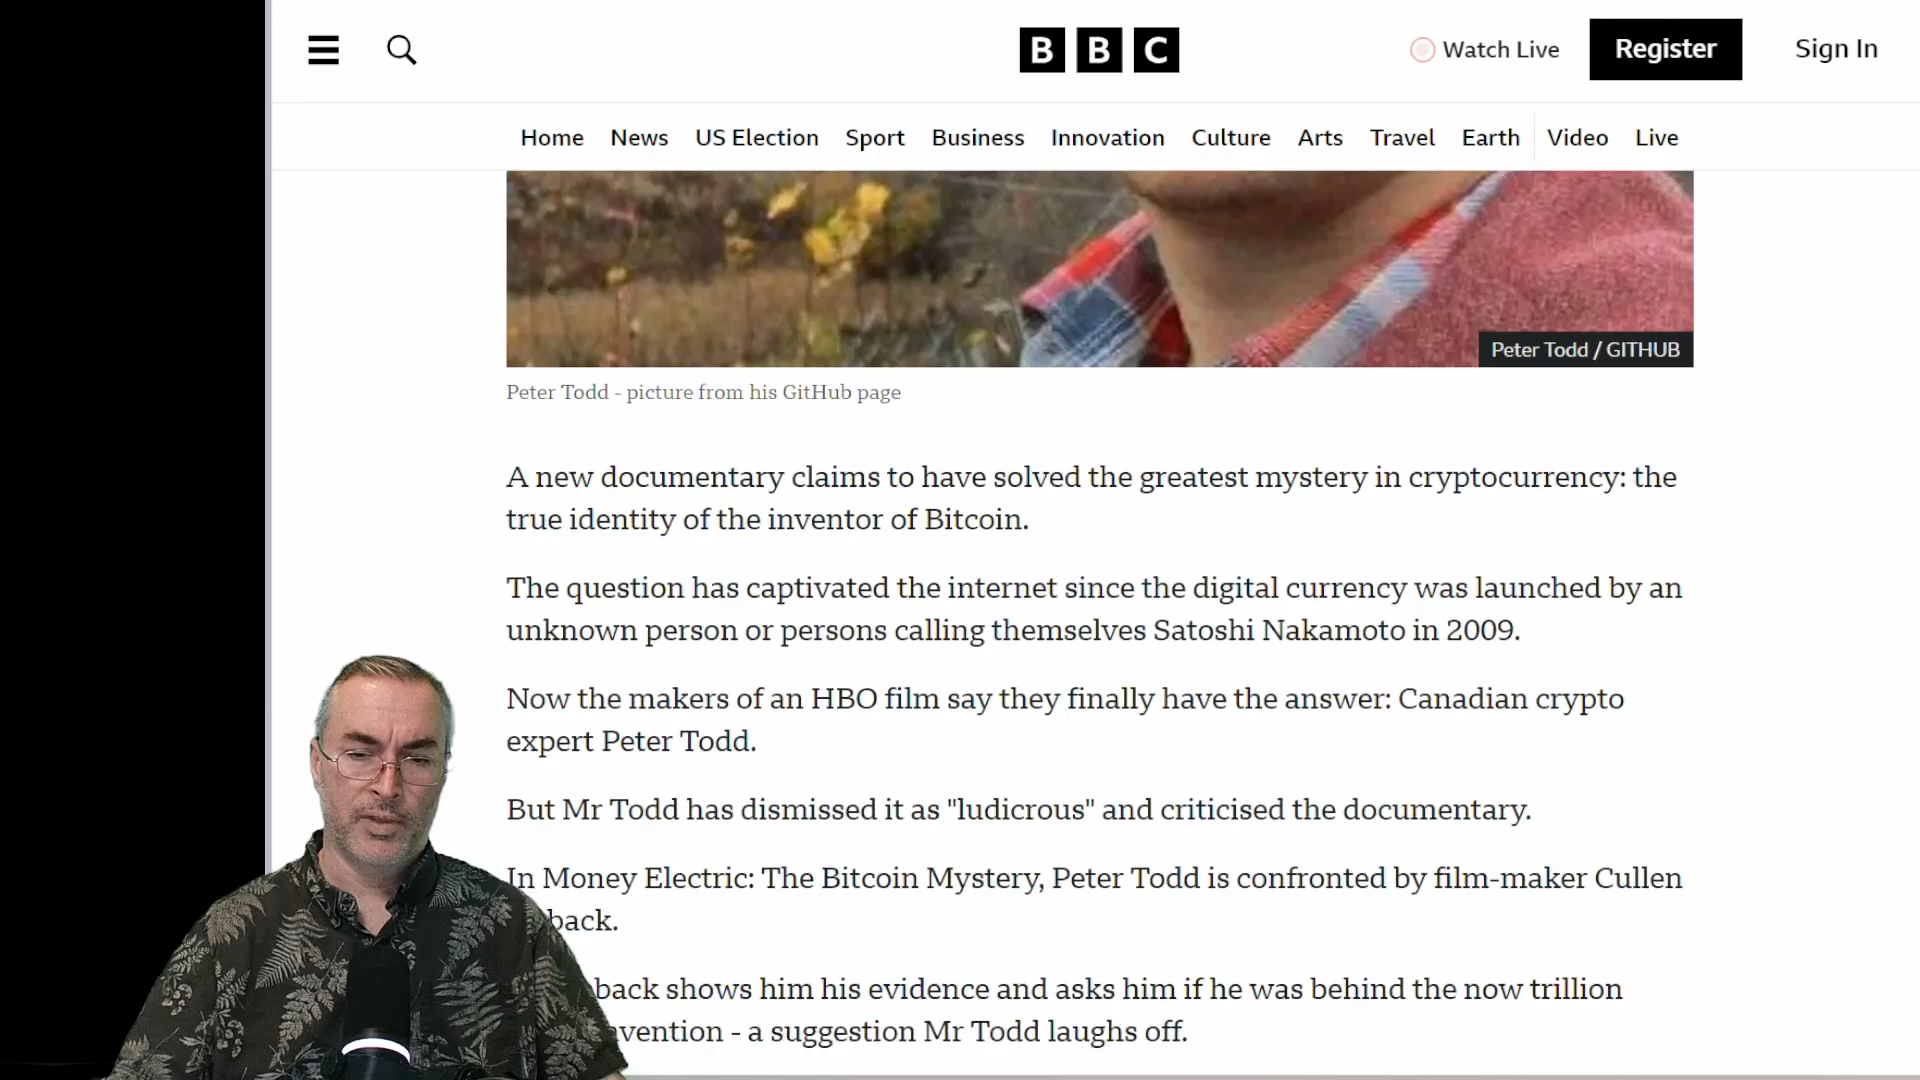 BBC
Watch Live
Register
Sign In
Home News US Election Sport Business Innovation Culture Arts Travel Earth Video Live
Peter Todd / GITHUB
Peter Todd - picture from his GitHub page
A new documentary claims to have solved the greatest mystery in cryptocurrency: the
true identity of the inventor of Bitcoin.
The question has captivated the internet since the digital currency was launched by an
unknown person or persons calling themselves Satoshi Nakamoto in 2009.
Now the makers of an HBO film say they finally have the answer: Canadian crypto
expert Peter Todd.
But Mr Todd has dismissed it as "ludicrous" and criticised the documentary.
In Money Electric: The Bitcoin Mystery, Peter Todd is confronted by film-maker Cullen
back.
back shows him his evidence and asks him if he was behind the now trillion
vention - a suggestion Mr Todd laughs off.